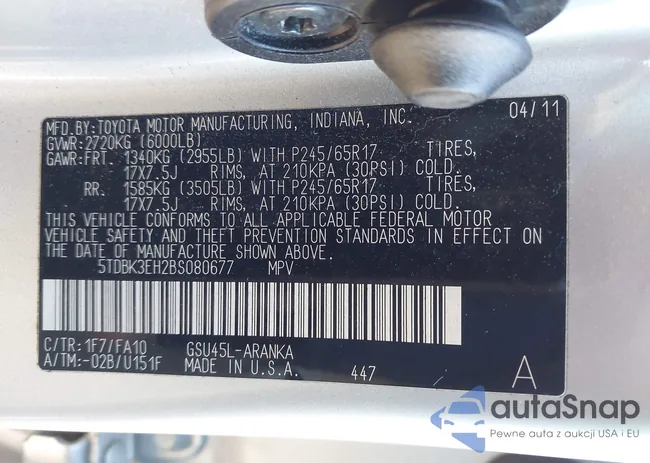 MFD.BY:TOYOTA MOTOR MANUFACTURING, INDIANA, INC. 04/11
GVWR:2720KG (6000LB)
GAWR:FRT. 1340KG (2955LB) WITH P245/65R17 TIRES,
17X7.5J RIMS, AT 210KPA (30PSI) COLD.
RR. 1585KG (3505LB) WITH P245/65R17 TIRES,
17X7.5J RIMS, AT 210KPA (30PSI) COLD.
THIS VEHICLE CONFORMS TO ALL APPLICABLE FEDERAL MOTOR
VEHICLE SAFETY AND THEFT PREVENTION STANDARDS IN EFFECT ON
THE DATE OF MANUFACTURE SHOWN ABOVE.
5TDBK3EH2BS080677 MPV
C/TR:1F7/FA10 GSU45L-ARANKA
A/TM:-02B/U151F MADE IN U.S.A. 447 A
autaSnap
Pewne auta z aukcji USA i EU